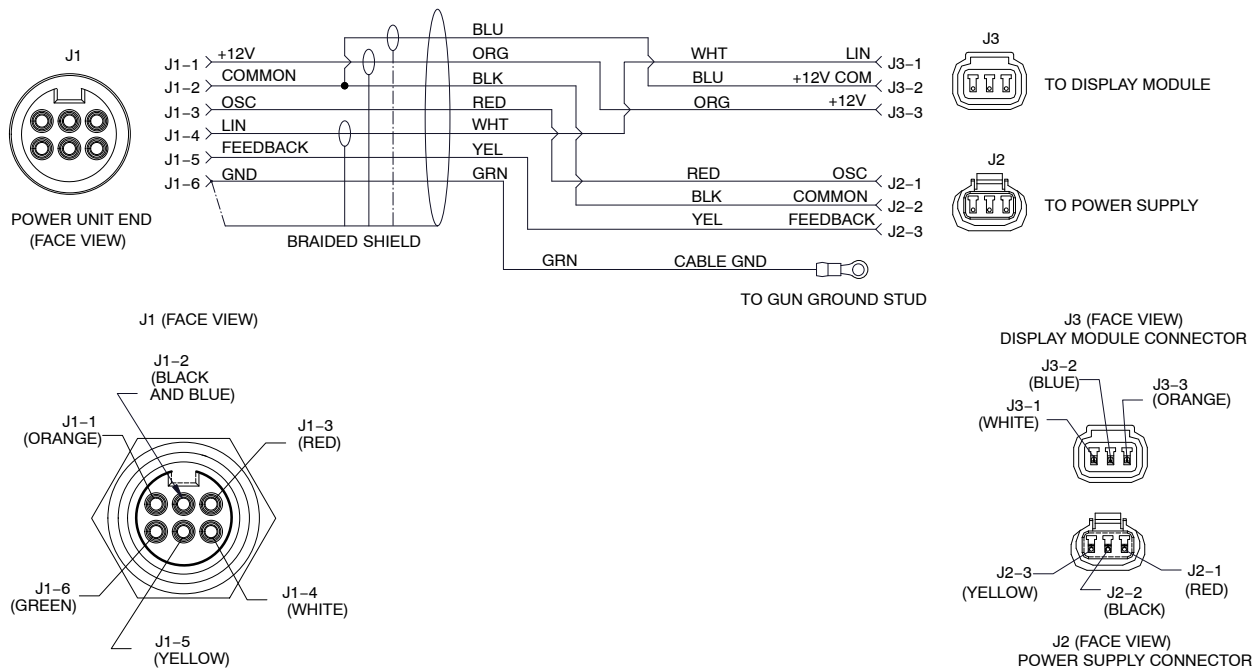 J1
POWER UNIT END
(FACE VIEW)
J1-1 +12V
J1-2 COMMON
J1-3 OSC
J1-4 LIN
J1-5 FEEDBACK
J1-6 GND
BRAIDED SHIELD
BLU
ORG
BLK
RED
WHT
YEL
GRN
WHT LIN J3-1
BLU +12V COM J3-2
ORG +12V J3-3
J3
TO DISPLAY MODULE
RED OSC J2-1
BLK COMMON J2-2
YEL FEEDBACK J2-3
J2
TO POWER SUPPLY
GRN CABLE GND
TO GUN GROUND STUD
J1 (FACE VIEW)
J1-2
(BLACK
AND BLUE)
J1-1
(ORANGE)
J1-3
(RED)
J1-6
(GREEN)
J1-4
(WHITE)
J1-5
(YELLOW)
J3 (FACE VIEW)
DISPLAY MODULE CONNECTOR
J3-2
(BLUE)
J3-3
(ORANGE)
J3-1
(WHITE)
J2-3
(YELLOW)
J2-2
(BLACK)
J2-1
(RED)
J2 (FACE VIEW)
POWER SUPPLY CONNECTOR